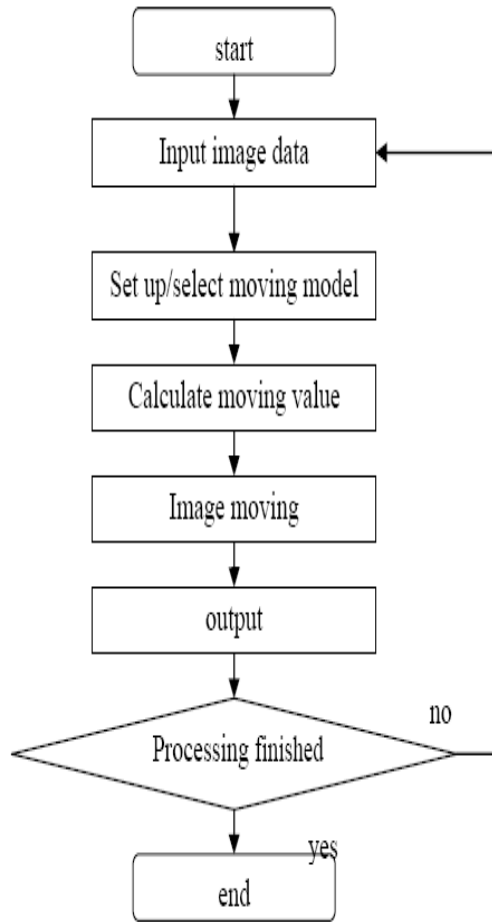 start
Input image data
Set up/select moving model
Calculate moving value
Image moving
output
no
Processing finished
yes
end